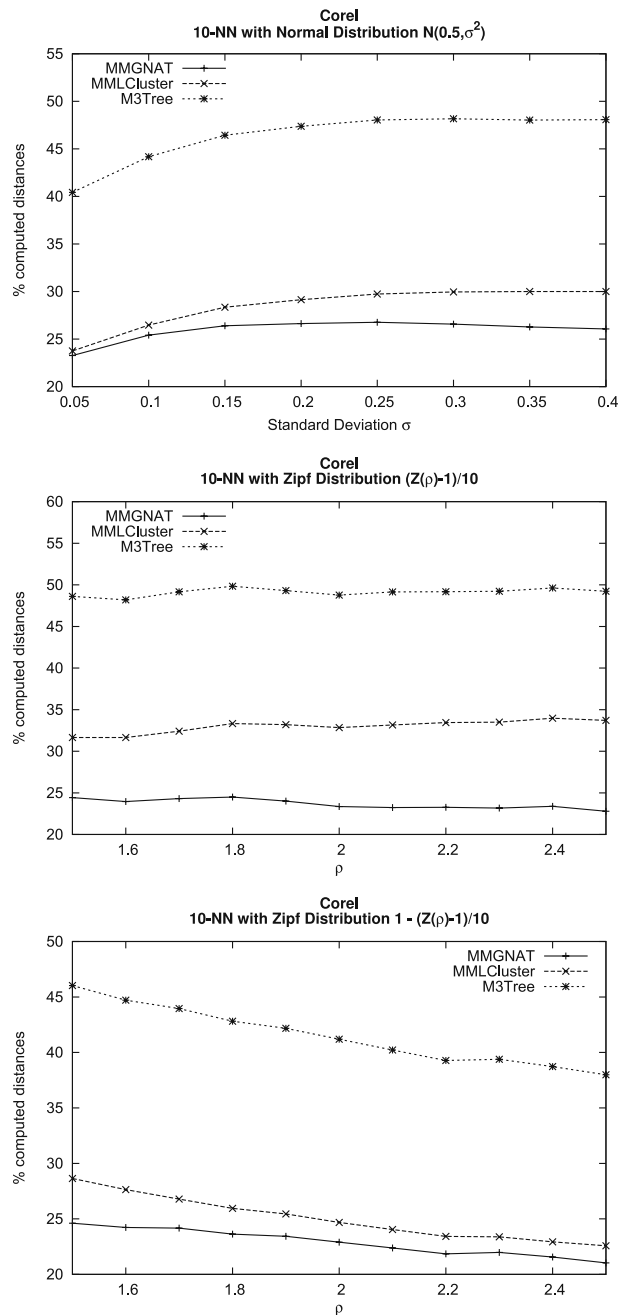 Corel
10-NN with Normal Distribution N(0.5,σ²)
55
50
45
40
35
30
25
20
% computed distances
MMGNAT
MMLCluster
M3Tree
0.05 0.1 0.15 0.2 0.25 0.3 0.35 0.4
Standard Deviation σ
Corel
10-NN with Zipf Distribution (Z(ρ)-1)/10
60
55
50
45
40
35
30
25
20
% computed distances
MMGNAT
MMLCluster
M3Tree
1.6 1.8 2 2.2 2.4
ρ
Corel
10-NN with Zipf Distribution 1 - (Z(ρ)-1)/10
50
45
40
35
30
25
20
% computed distances
MMGNAT
MMLCluster
M3Tree
1.6 1.8 2 2.2 2.4
ρ